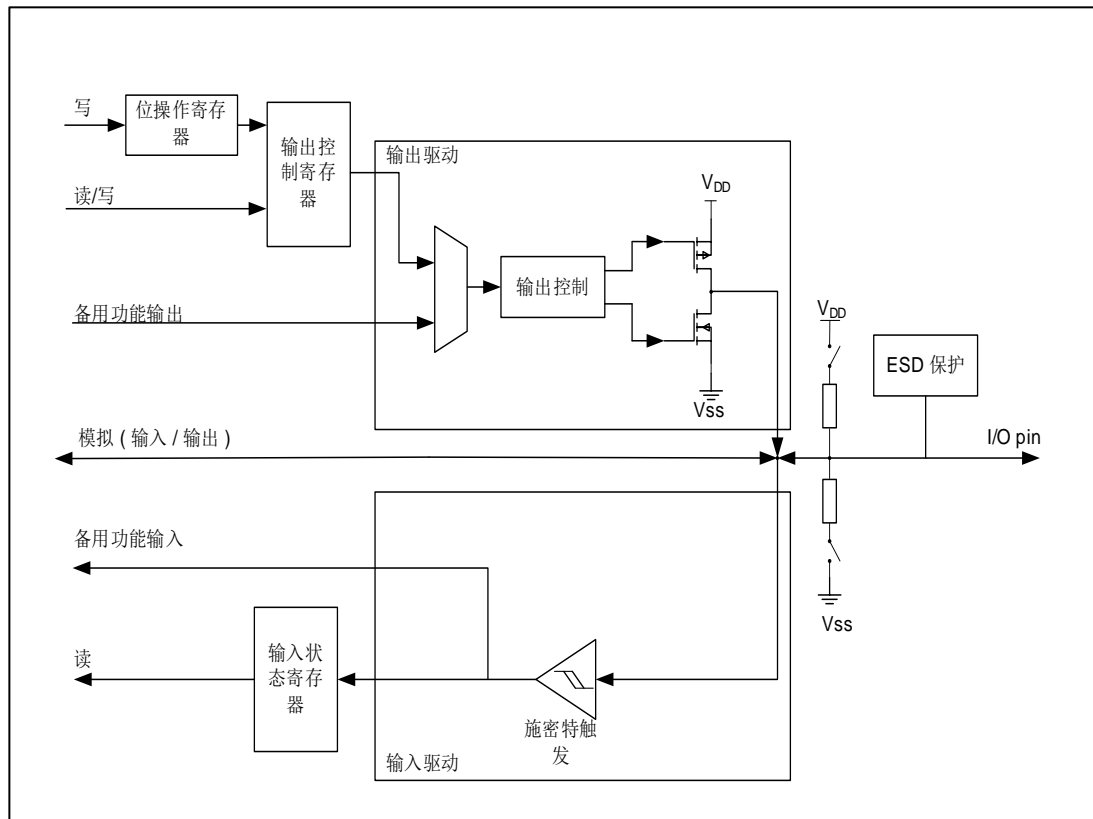 写
位操作寄存
器
输出控
制寄存
器
读/写
输出驱动
V_DD
输出控制
备用功能输出
Vss
V_DD
ESD 保护
模拟 ( 输入 / 输出 )
I/O pin
备用功能输入
Vss
输入状
态寄存
器
读
施密特触
发
输入驱动